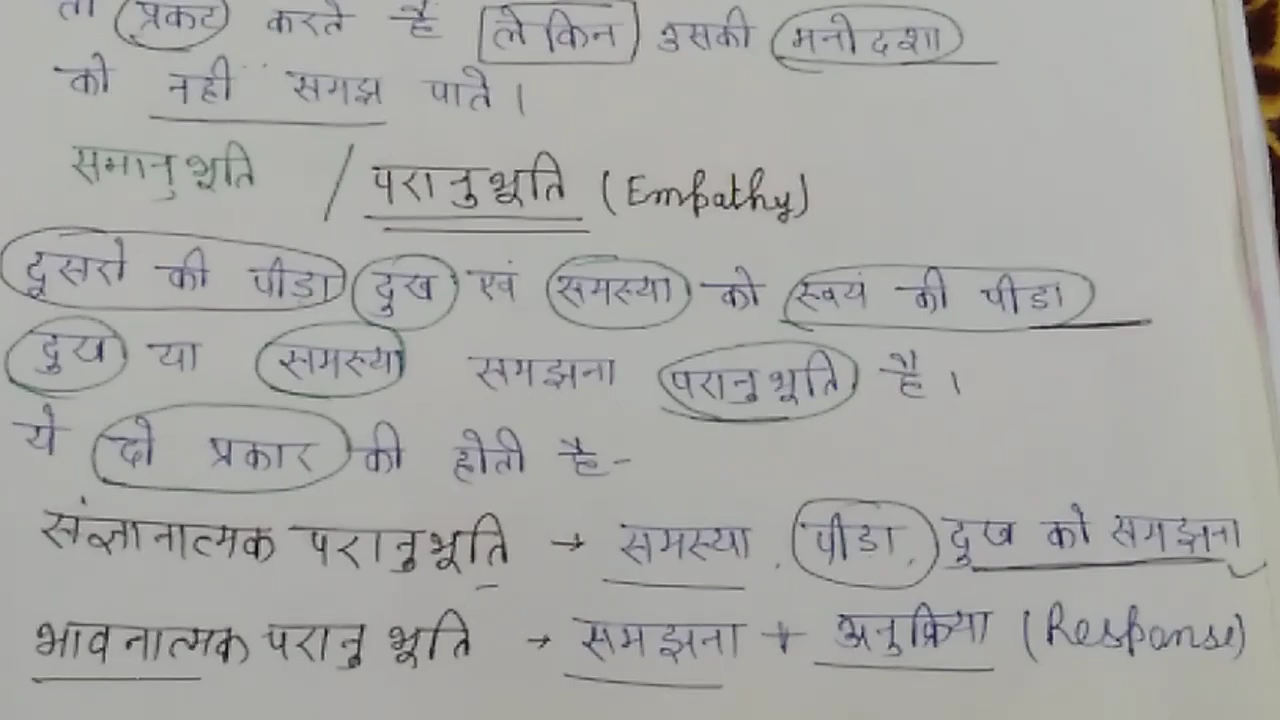 तो प्रकट करते है लेकिन उसकी मनोदशा
को नही समझ पाते।
समानुभूति / परानुभूति (Empathy)
दूसरो की पीडा दुख एवं समस्या को स्वयं की पीडा
दुख या समस्या समझना परानुभूति है।
ये दो प्रकार की होती है-
संज्ञानात्मक परानुभूति → समस्या, पीडा, दुख को समझना
भावनात्मक परानुभूति → समझना + अनुक्रिया (Response)